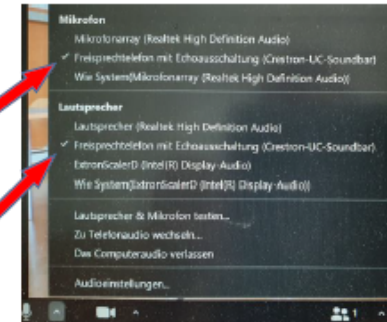 Mikrofon
Mikrofonarray (Realtek High Definition Audio)
✓ Freisprechtelefon mit Echoausschaltung (Crestron-UC-Soundbar)
Wie System(Mikrofonarray (Realtek High Definition Audio))
Lautsprecher
Lautsprecher (Realtek High Definition Audio)
✓ Freisprechtelefon mit Echoausschaltung (Crestron-UC-Soundbar)
ExtronScalerD (Intel(R) Display-Audio)
Wie System(ExtronScalerD (Intel(R) Display-Audio))
Lautsprecher & Mikrofon testen...
Zu Telefonaudio wechseln...
Das Computeraudio verlassen
Audioeinstellungen...
1